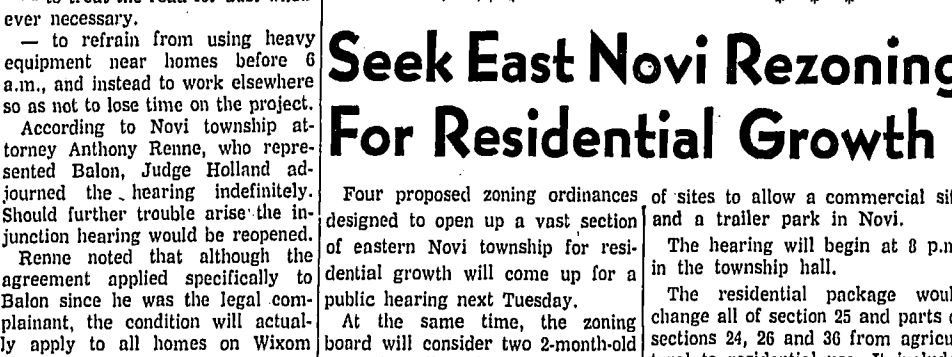 ever necessary.
— to refrain from using heavy
equipment near homes before 6
a.m., and instead to work elsewhere
so as not to lose time on the project.
According to Novi township at-
torney Anthony Renne, who repre-
sented Balon, Judge Holland ad-
journed the hearing indefinitely.
Should further trouble arise the in-
junction hearing would be reopened.
Renne noted that although the
agreement applied specifically to
Balon since he was the legal com-
plainant, the condition will actual-
ly apply to all homes on Wixom
Seek East Novi Rezoning
For Residential Growth
Four proposed zoning ordinances
designed to open up a vast section
of eastern Novi township for resi-
dential growth will come up for a
public hearing next Tuesday.
At the same time, the zoning
board will consider two 2-month-old
of sites to allow a commercial
and a trailer park in Novi.
The hearing will begin at 8
in the township hall.
The residential package
change all of section 25 and parts
sections 24, 26 and 36 from